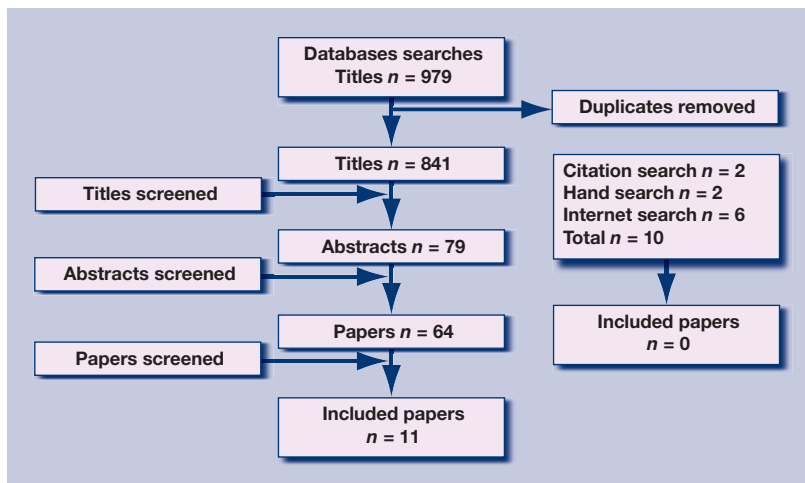 Databases searches
Titles n = 979
Duplicates removed
Titles n = 841
Citation search n = 2
Hand search n = 2
Internet search n = 6
Total n = 10
Titles screened
Abstracts n = 79
Abstracts screened
Papers n = 64
Included papers
n = 0
Papers screened
Included papers
n = 11